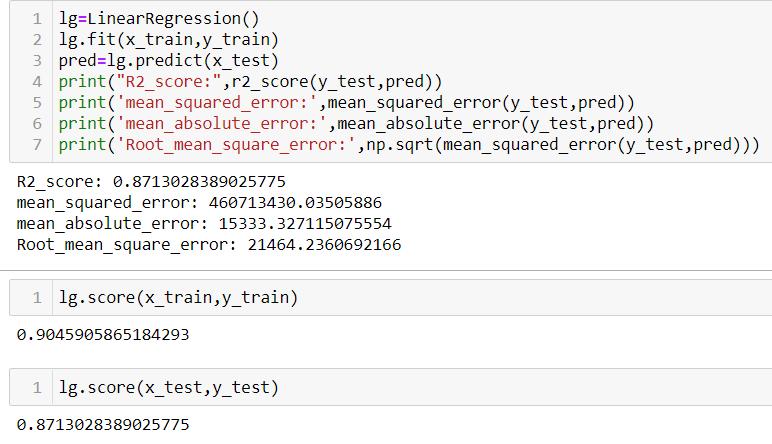 1 lg=LinearRegression()
2 lg.fit(x_train,y_train)
3 pred=lg.predict(x_test)
4 print("R2_score:",r2_score(y_test,pred))
5 print('mean_squared_error:',mean_squared_error(y_test,pred))
6 print('mean_absolute_error:',mean_absolute_error(y_test,pred))
7 print('Root_mean_square_error:',np.sqrt(mean_squared_error(y_test,pred)))
R2_score: 0.8713028389025775
mean_squared_error: 460713430.03505886
mean_absolute_error: 15333.327115075554
Root_mean_square_error: 21464.2360692166
1 lg.score(x_train,y_train)
0.9045905865184293
1 lg.score(x_test,y_test)
0.8713028389025775